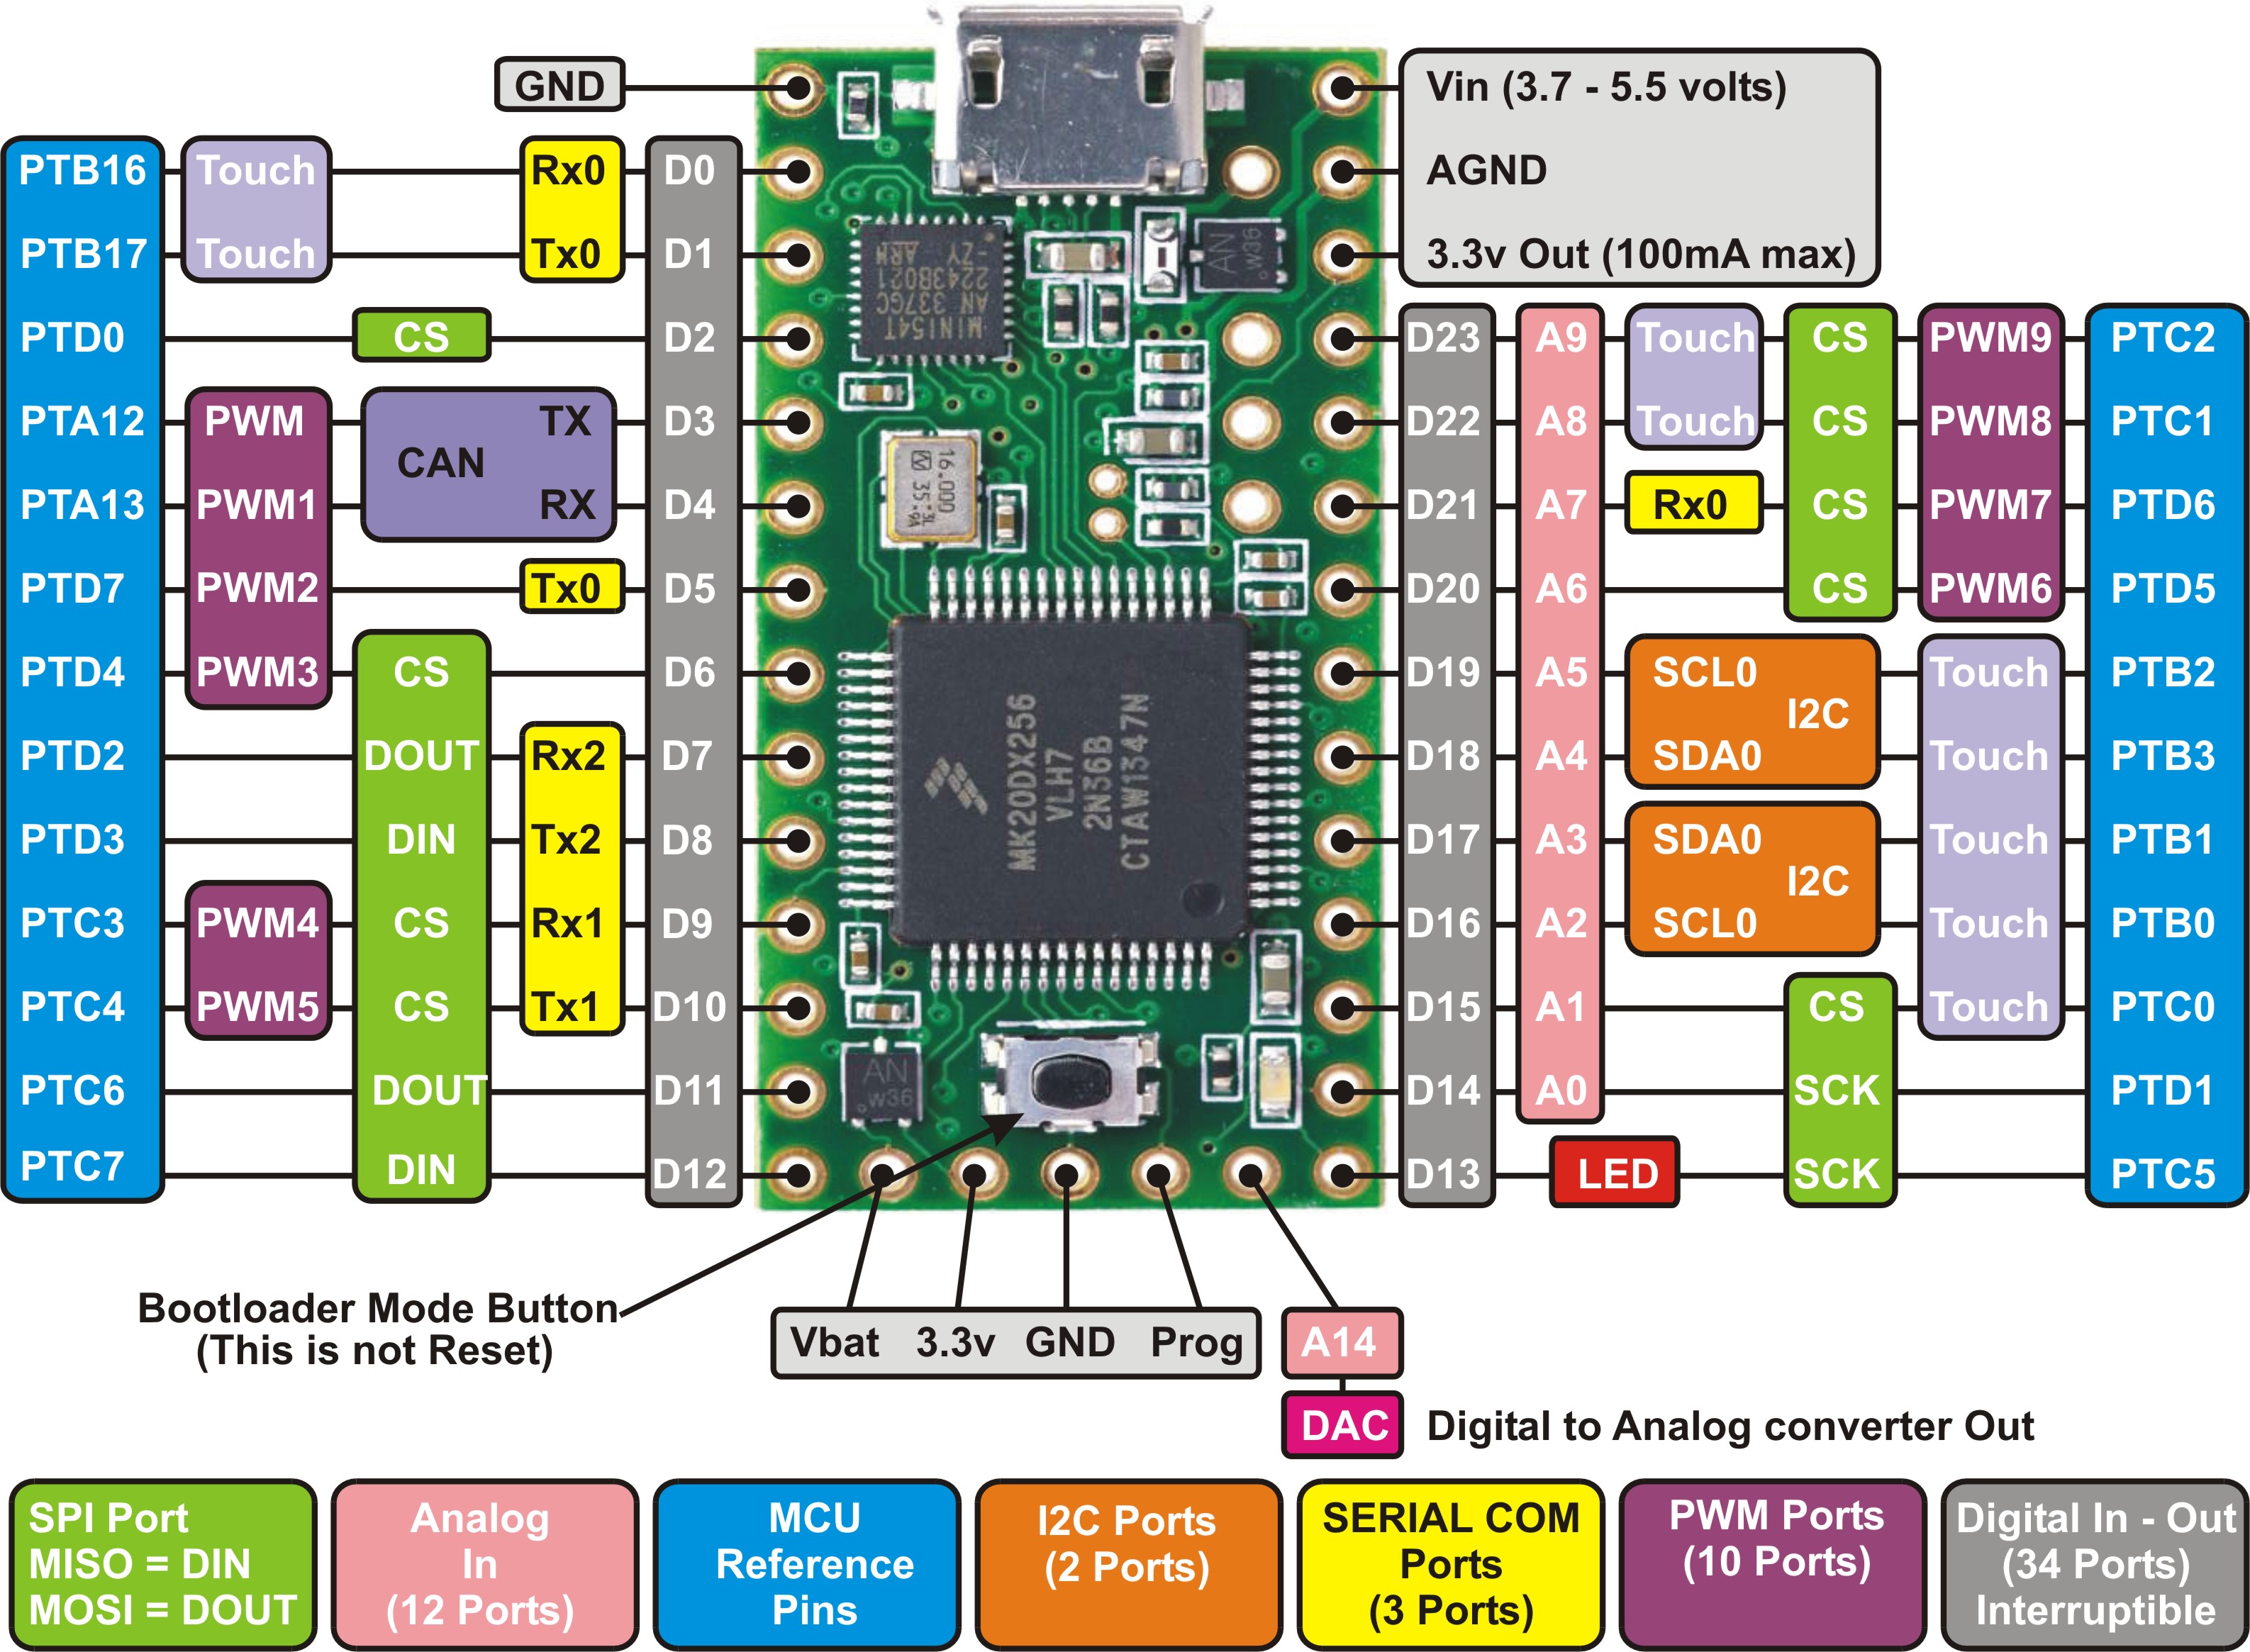 GND
Vin (3.7 - 5.5 volts)
PTB16 Touch Rx0 D0
AGND
PTB17 Touch Tx0 D1
3.3v Out (100mA max)
PTD0 CS D2
D23 A9 Touch CS PWM9 PTC2
PTA12 PWM TX D3
D22 A8 Touch CS PWM8 PTC1
CAN
PTA13 PWM1 RX D4
D21 A7 Rx0 CS PWM7 PTD6
PTD7 PWM2 Tx0 D5
D20 A6 CS PWM6 PTD5
PTD4 PWM3 CS D6
D19 A5 SCL0 Touch PTB2
I2C
PTD2 DOUT Rx2 D7
D18 A4 SDA0 Touch PTB3
PTD3 DIN Tx2 D8
D17 A3 SDA0 Touch PTB1
I2C
PTC3 PWM4 CS Rx1 D9
D16 A2 SCL0 Touch PTB0
PTC4 PWM5 CS Tx1 D10
D15 A1 CS Touch PTC0
PTC6 DOUT D11
D14 A0 SCK PTD1
PTC7 DIN D12
D13 LED SCK PTC5
MINI54T
AN 337GC
2243B021
-ZY ARM
AN
w36
16.000
MK20DX256
VLH7
2N36B
CTAW1347N
AN
w36
Bootloader Mode Button
(This is not Reset)
Vbat 3.3v GND Prog
A14
DAC
Digital to Analog converter Out
SPI Port
MISO = DIN
MOSI = DOUT
Analog
In
(12 Ports)
MCU
Reference
Pins
I2C Ports
(2 Ports)
SERIAL COM
Ports
(3 Ports)
PWM Ports
(10 Ports)
Digital In - Out
(34 Ports)
Interruptible